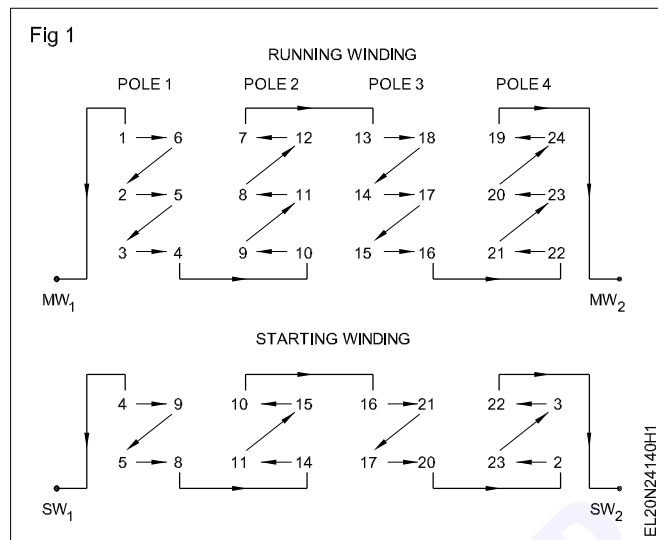 Fig 1
RUNNING WINDING
POLE 1 POLE 2 POLE 3 POLE 4
1 6 7 12 13 18 19 24
2 5 8 11 14 17 20 23
3 4 9 10 15 16 21 22
MW1 MW2
STARTING WINDING
4 9 10 15 16 21 22 3
5 8 11 14 17 20 23 2
SW1 SW2
EL20N24140H1